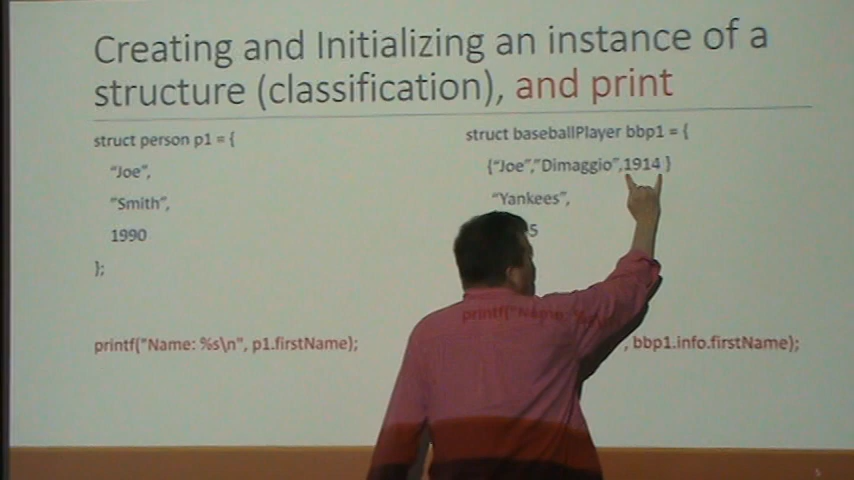 Creating and Initializing an instance of a
structure (classification), and print
struct person p1 = {
"Joe",
"Smith",
1990
};
printf("Name: %s\n", p1.firstName);
struct baseballPlayer bbp1 = {
{"Joe","Dimaggio",1914 }
"Yankees",
5
printf("Name: %s , bbp1.info.firstName);
5